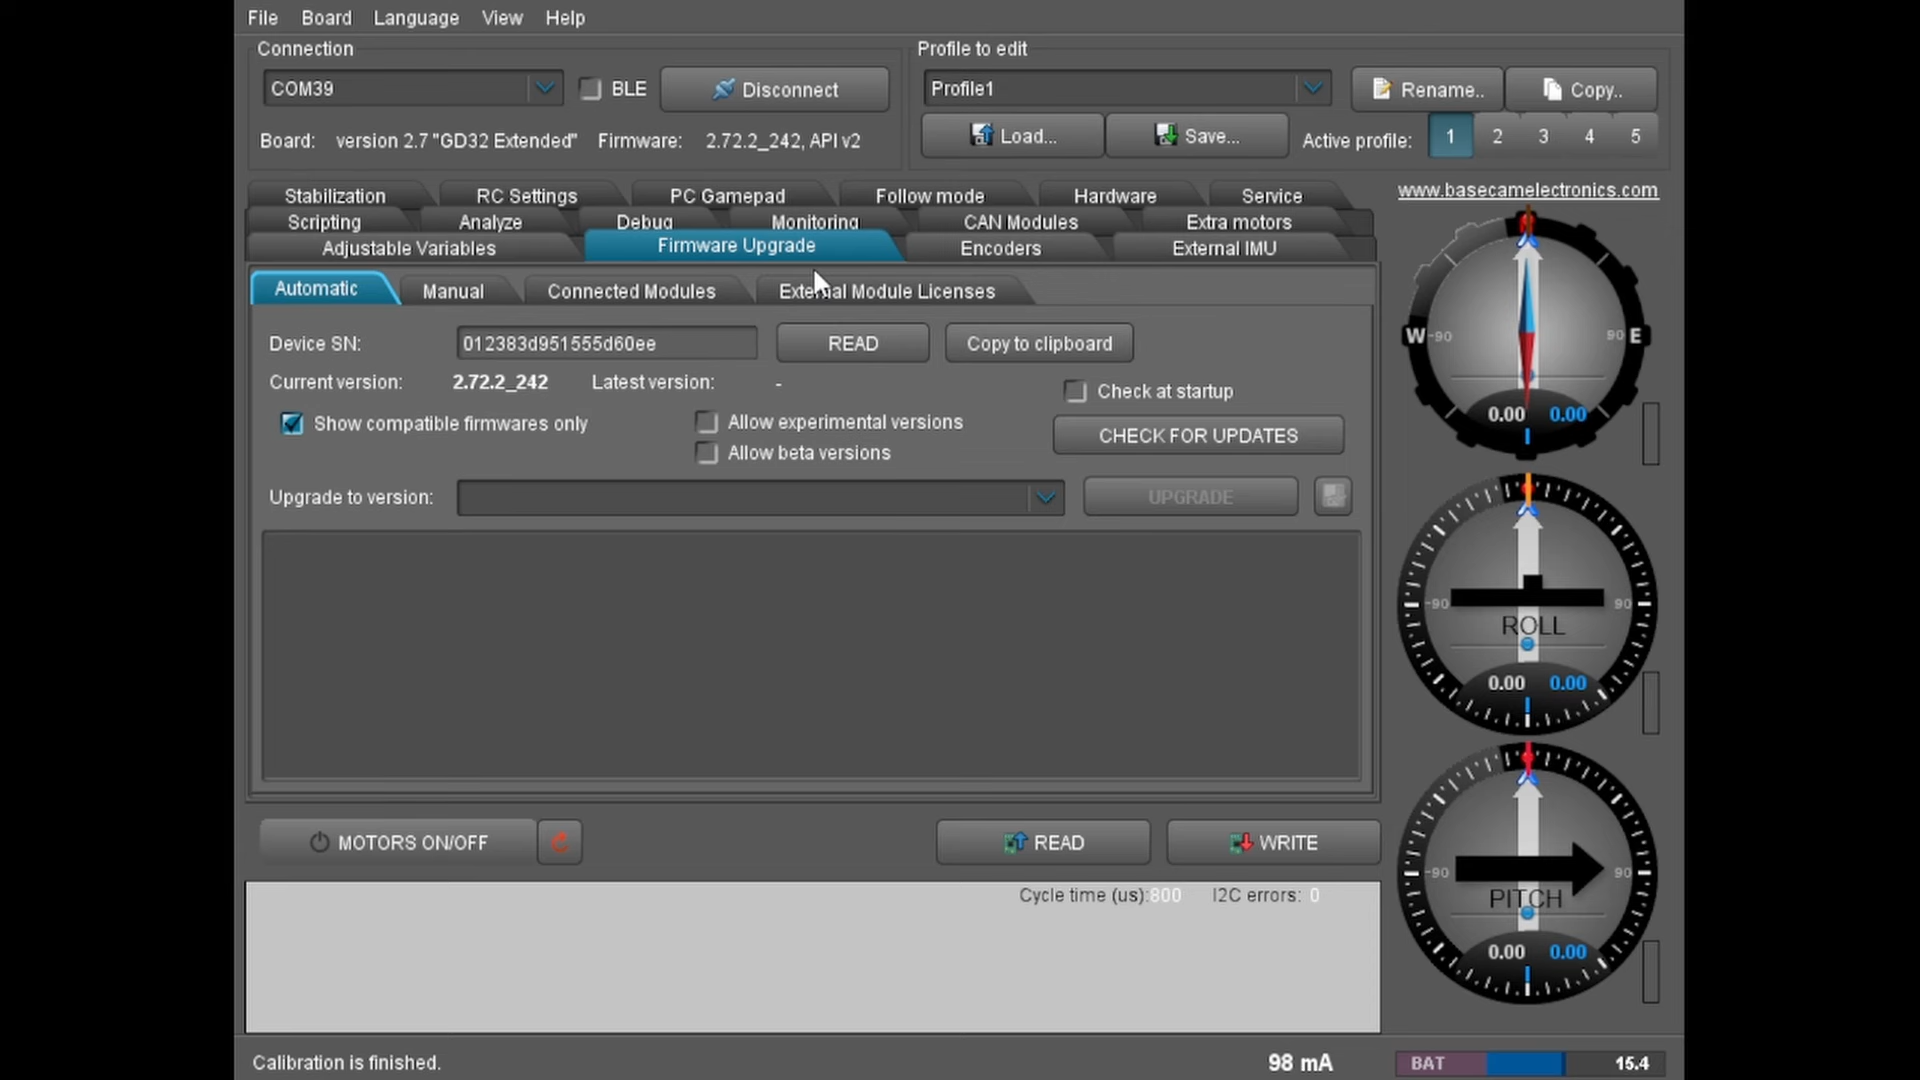 File Board Language View Help
Connection
COM39 BLE Disconnect
Board: version 2.7 "GD32 Extended" Firmware: 2.72.2_242, API v2
Profile to edit
Profile1 Rename.. Copy..
Load... Save... Active profile: 1 2 3 4 5
Stabilization RC Settings PC Gamepad Follow mode Hardware Service
Scripting Analyze Debug Monitoring CAN Modules Extra motors
Adjustable Variables Firmware Upgrade Encoders External IMU
Automatic Manual Connected Modules External Module Licenses
Device SN: 012383d951555d60ee READ Copy to clipboard
Current version: 2.72.2_242 Latest version: -
Check at startup
Show compatible firmwares only Allow experimental versions CHECK FOR UPDATES
Allow beta versions
Upgrade to version: UPGRADE
MOTORS ON/OFF READ WRITE
Cycle time (us):800 I2C errors: 0
Calibration is finished. 98 mA BAT 15.4
www.basecamelectronics.com
W -90 90 E
0.00 0.00
-90 90
ROLL
0.00 0.00
-90 90
PITCH
0.00 0.00